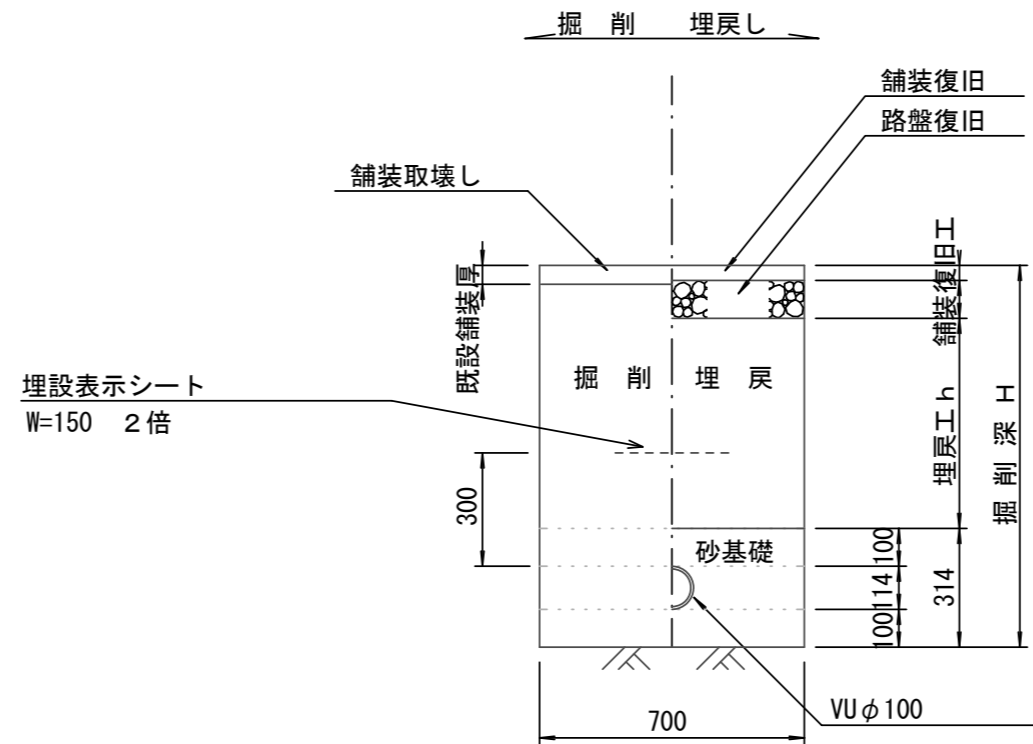 掘 削 埋戻し
舗装復旧
路盤復旧
舗装取壊し
既設舗装厚
舗装復旧工
掘 削 埋 戻
埋設表示シート
W=150 2倍
埋戻工h
掘削深 H
300
砂基礎
100
114
100
314
VUφ100
700